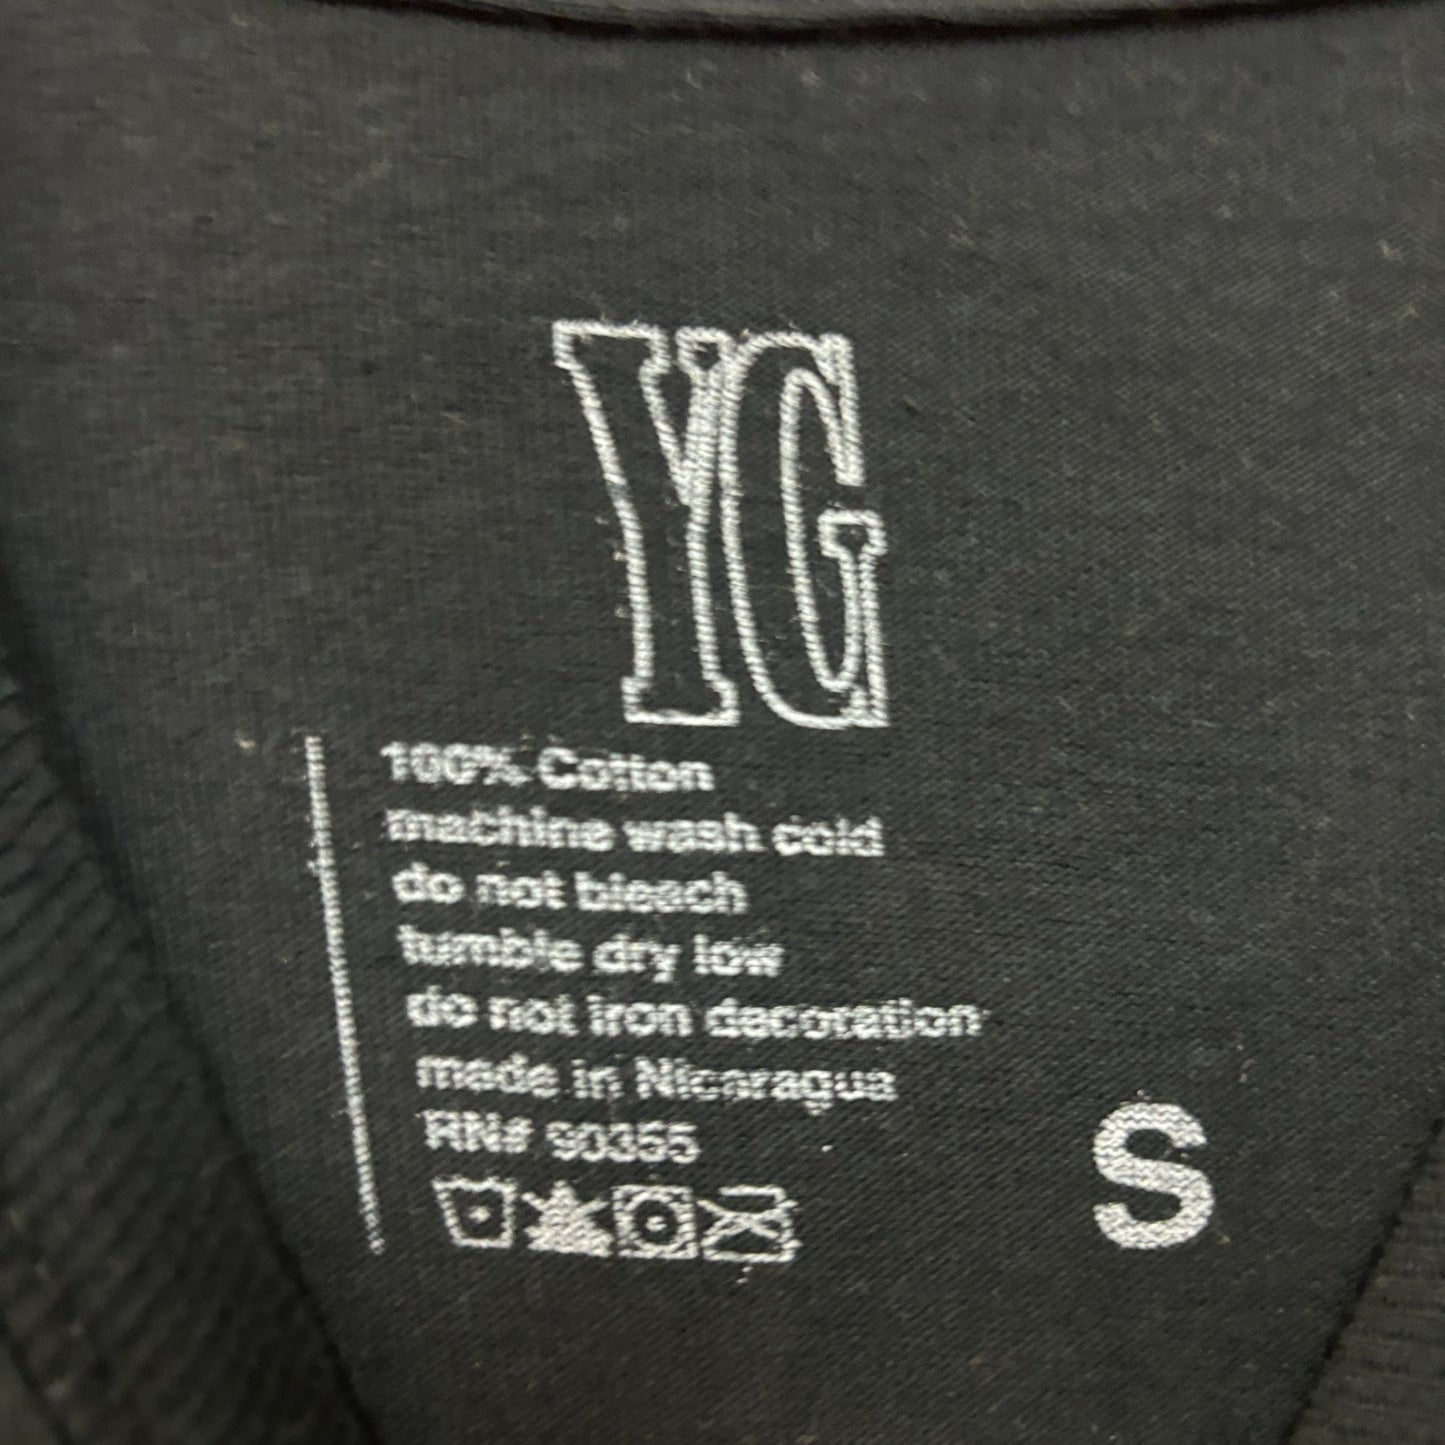 YG
100% Cotton
machine wash cold
do not bleach
tumble dry low
do not iron decoration
made in Nicaragua
RN# 90355
S